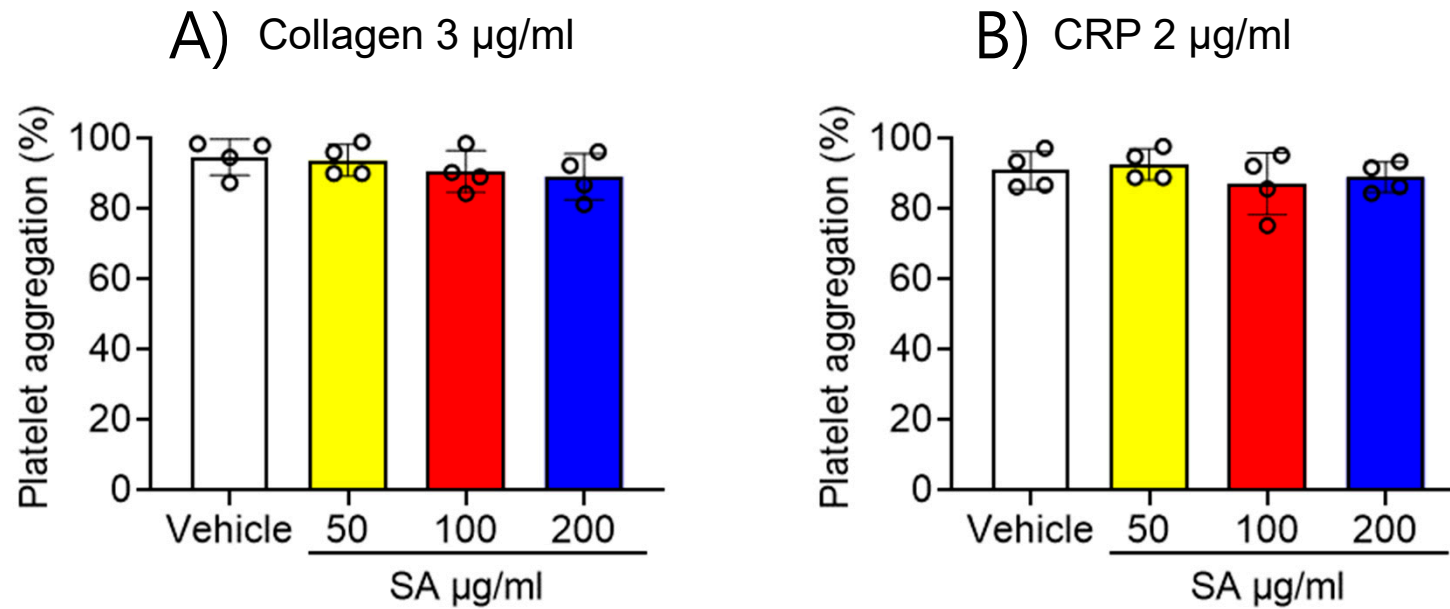 A) Collagen 3 µg/ml
Platelet aggregation (%)
100
80
60
40
20
0
Vehicle 50 100 200
SA µg/ml
B) CRP 2 µg/ml
Platelet aggregation (%)
100
80
60
40
20
0
Vehicle 50 100 200
SA µg/ml